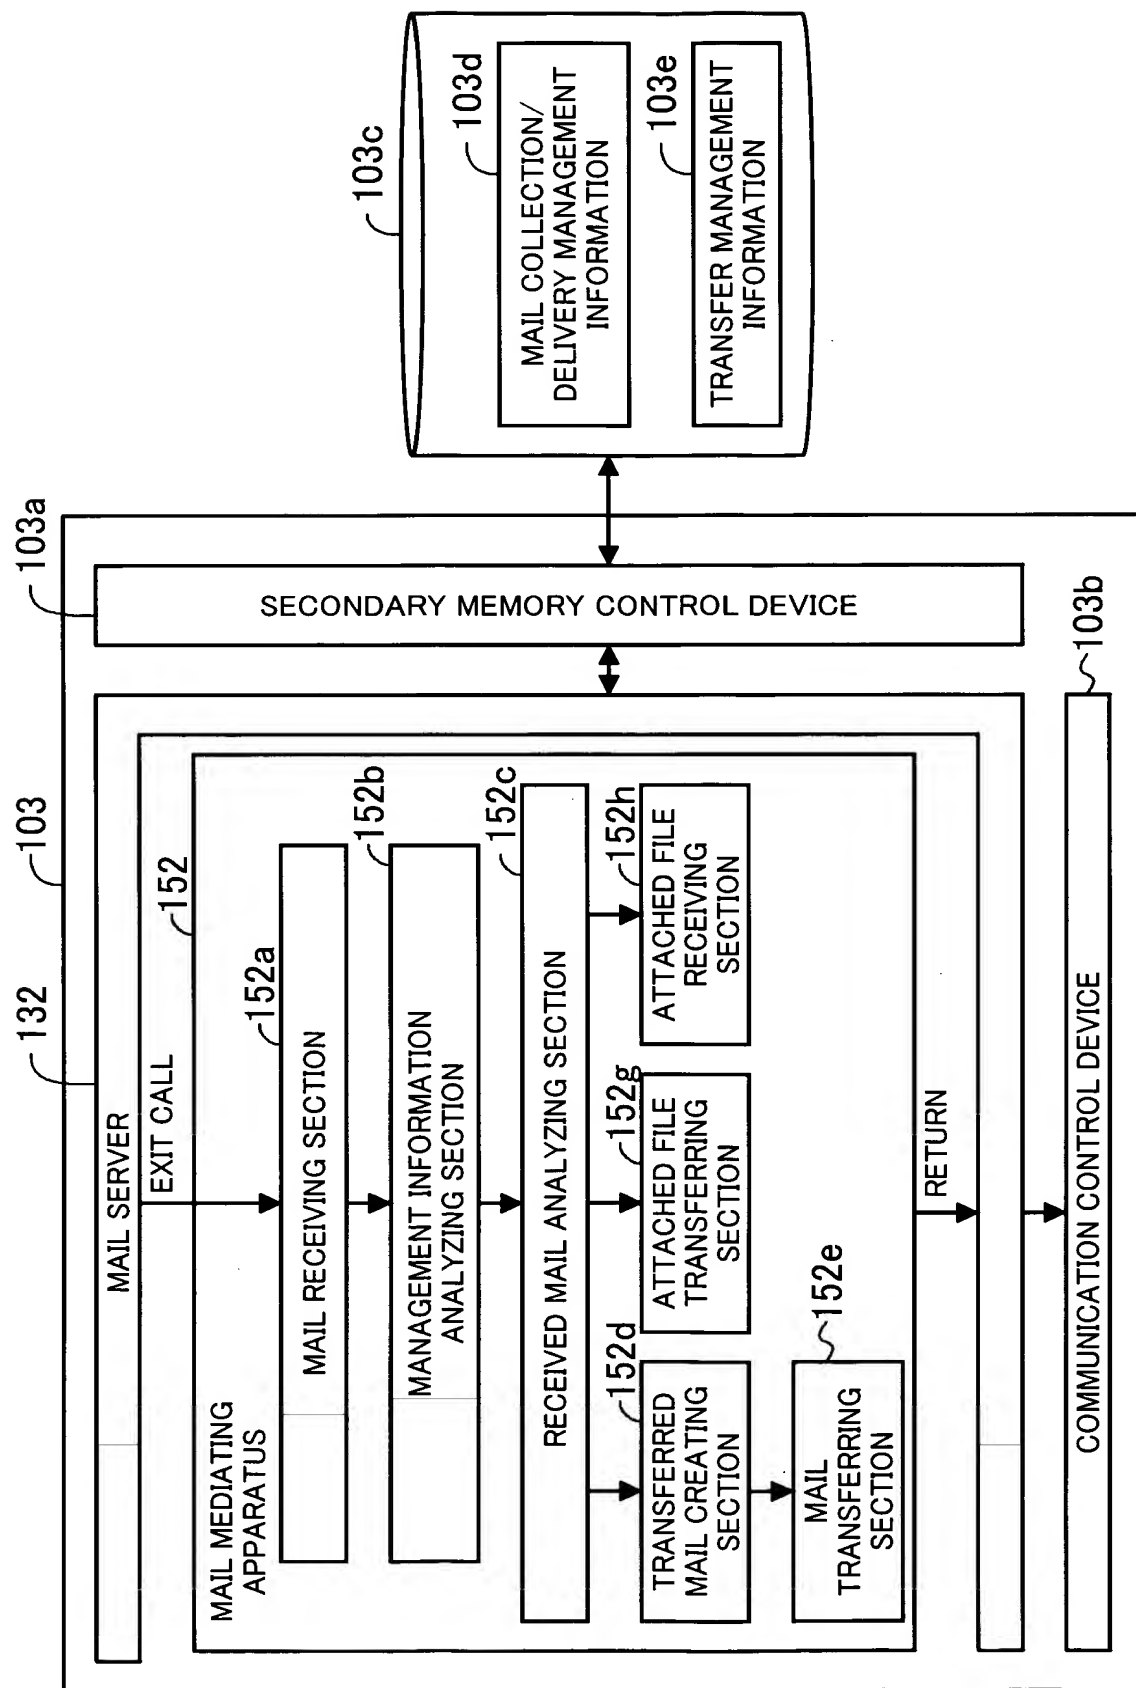 103
132
MAIL SERVER
EXIT CALL
152
MAIL MEDIATING
APPARATUS
152a
MAIL RECEIVING SECTION
152b
MANAGEMENT INFORMATION
ANALYZING SECTION
152c
RECEIVED MAIL ANALYZING SECTION
152d
TRANSFERRED
MAIL CREATING
SECTION
152g
ATTACHED FILE
TRANSFERRING
SECTION
152h
ATTACHED FILE
RECEIVING
SECTION
152e
MAIL
TRANSFERRING
SECTION
RETURN
103b
COMMUNICATION CONTROL DEVICE
103a
SECONDARY MEMORY CONTROL DEVICE
103c
103d
MAIL COLLECTION/
DELIVERY MANAGEMENT
INFORMATION
103e
TRANSFER MANAGEMENT
INFORMATION